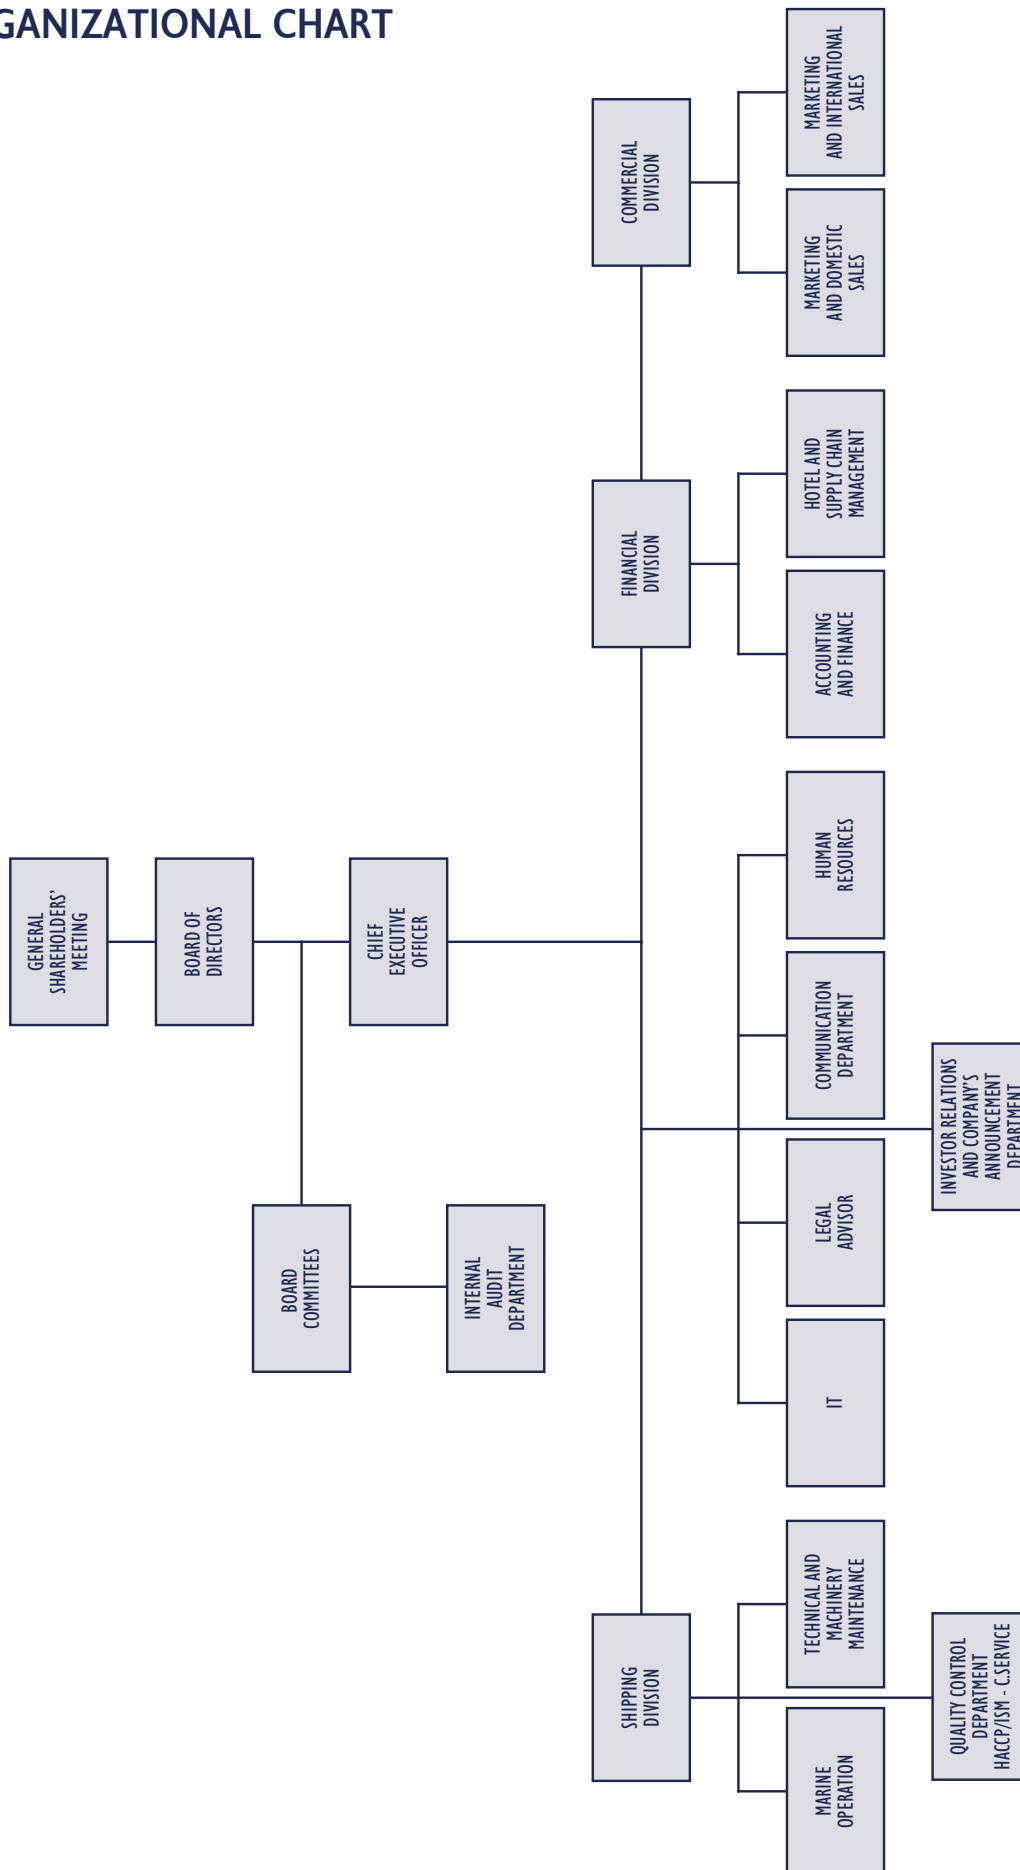 GANIZATIONAL CHART
GENERAL
SHAREHOLDERS’
MEETING
BOARD OF
DIRECTORS
CHIEF
EXECUTIVE
OFFICER
BOARD
COMMITTEES
INTERNAL
AUDIT
DEPARTMENT
SHIPPING
DIVISION
FINANCIAL
DIVISION
COMMERCIAL
DIVISION
MARINE
OPERATION
TECHNICAL AND
MACHINERY
MAINTENANCE
IT
LEGAL
ADVISOR
COMMUNICATION
DEPARTMENT
HUMAN
RESOURCES
ACCOUNTING
AND FINANCE
HOTEL AND
SUPPLY CHAIN
MANAGEMENT
MARKETING
AND DOMESTIC
SALES
MARKETING
AND INTERNATIONAL
SALES
QUALITY CONTROL
DEPARTMENT
HACCP/ISM - C.SERVICE
INVESTOR RELATIONS
AND COMPANY’S
ANNOUNCEMENT
DEPARTMENT